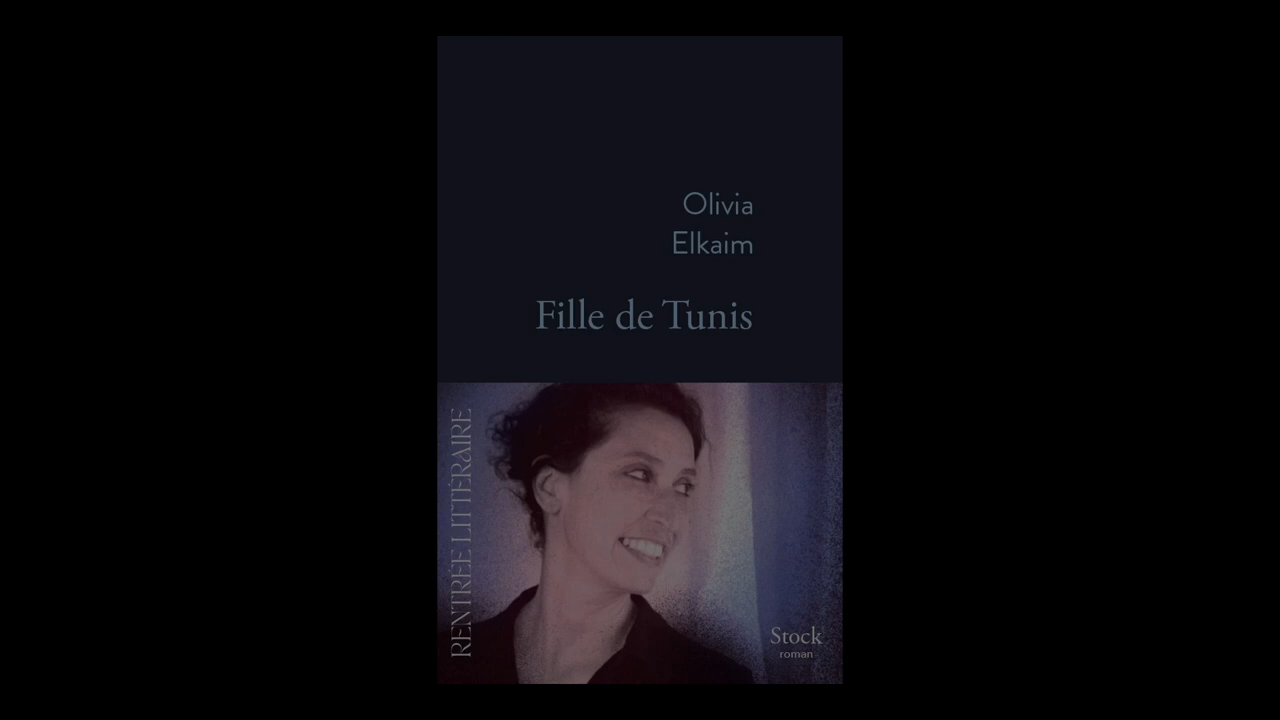 Olivia
Elkaim
Fille de Tunis
RENTRÉE LITTÉRAIRE
Stock
roman